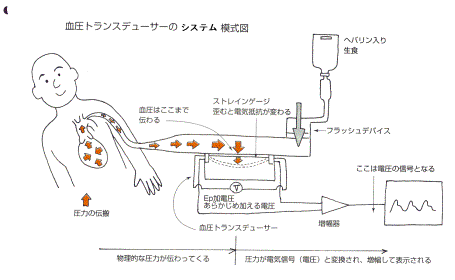 血圧トランスデューサーの システム 模式図
ヘパリン入り
生食
ストレインゲージ
歪むと電気抵抗が変わる
血圧はここまで
伝わる
フラッシュデバイス
ここは電圧の信号となる
V
Ep加電圧
あらかじめ加える電圧
圧力の伝搬
血圧トランスデューサー
増幅器
物理的な圧力が伝わってくる
圧力が電気信号（電圧）と変換され、増幅して表示される